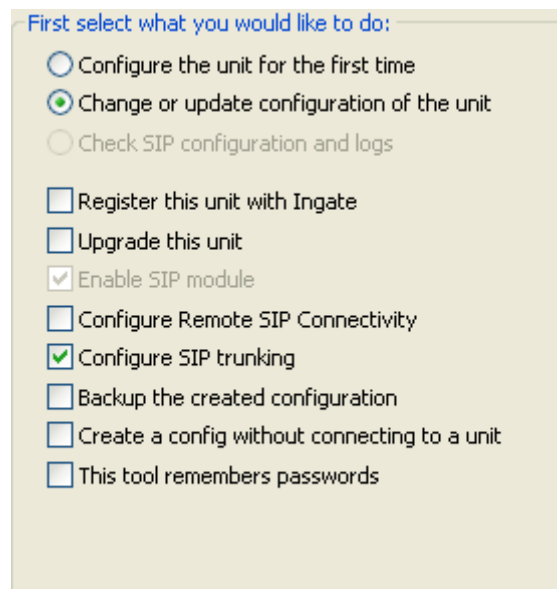 First select what you would like to do:
Configure the unit for the first time
Change or update configuration of the unit
Check SIP configuration and logs
Register this unit with Ingate
Upgrade this unit
Enable SIP module
Configure Remote SIP Connectivity
Configure SIP trunking
Backup the created configuration
Create a config without connecting to a unit
This tool remembers passwords